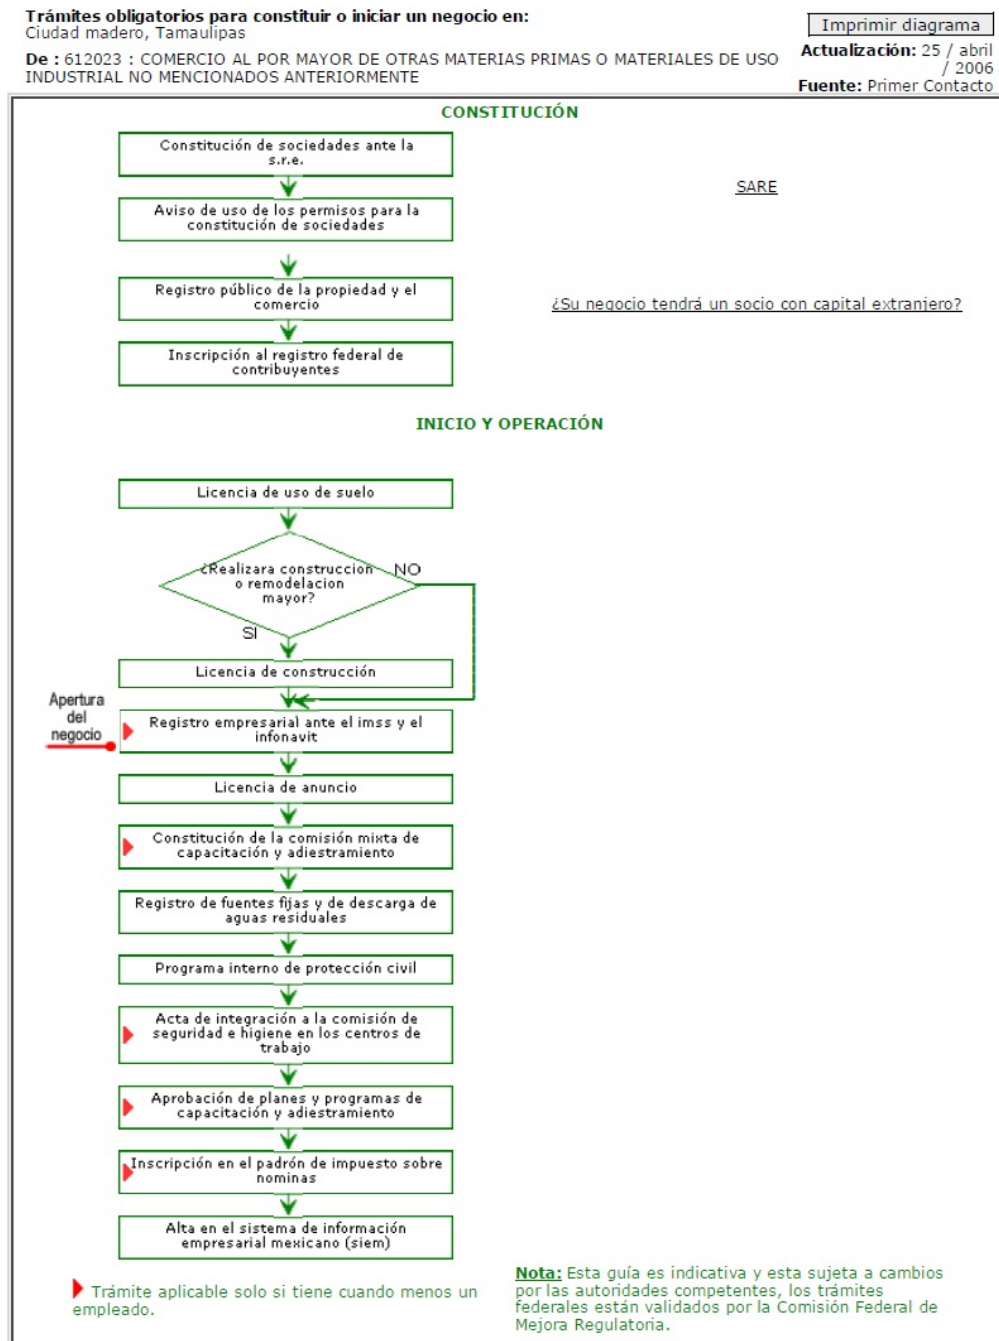 Trámites obligatorios para constituir o iniciar un negocio en:
Ciudad madero, Tamaulipas
De : 612023 : COMERCIO AL POR MAYOR DE OTRAS MATERIAS PRIMAS O MATERIALES DE USO
INDUSTRIAL NO MENCIONADOS ANTERIORMENTE
Imprimir diagrama
Actualización: 25 / abril
/ 2006
Fuente: Primer Contacto
CONSTITUCIÓN
Constitución de sociedades ante la
s.r.e.
SARE
Aviso de uso de los permisos para la
constitución de sociedades
Registro público de la propiedad y el
comercio
¿Su negocio tendrá un socio con capital extranjero?
Inscripción al registro federal de
contribuyentes
INICIO Y OPERACIÓN
Licencia de uso de suelo
¿Realizara construccion
o remodelacion
mayor?
NO
SI
Licencia de construcción
Apertura
del
negocio
Registro empresarial ante el imss y el
infonavit
Licencia de anuncio
Constitución de la comisión mixta de
capacitación y adiestramiento
Registro de fuentes fijas y de descarga de
aguas residuales
Programa interno de protección civil
Acta de integración a la comisión de
seguridad e higiene en los centros de
trabajo
Aprobación de planes y programas de
capacitación y adiestramiento
Inscripción en el padrón de impuesto sobre
nominas
Alta en el sistema de información
empresarial mexicano (siem)
Trámite aplicable solo si tiene cuando menos un
empleado.
Nota: Esta guía es indicativa y esta sujeta a cambios
por las autoridades competentes, los trámites
federales están validados por la Comisión Federal de
Mejora Regulatoria.